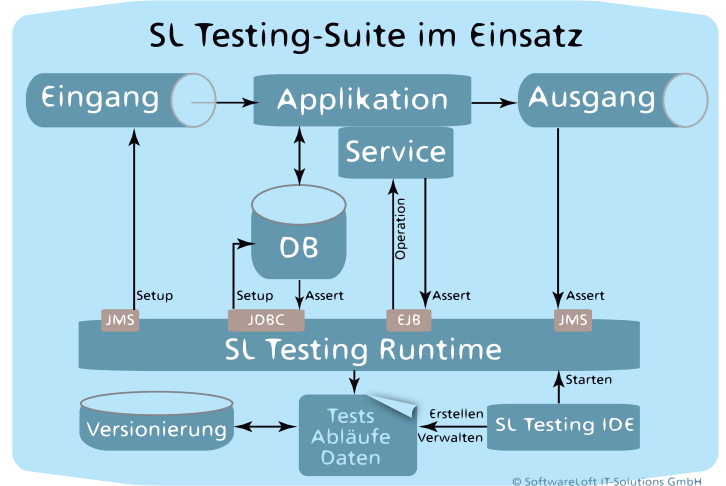 SL Testing-Suite im Einsatz
Eingang
Applikation
Ausgang
Service
DB
Operation
Setup
Setup
Assert
Assert
Assert
JMS
JDBC
EJB
JMS
SL Testing Runtime
Starten
Versionierung
Tests
Abläufe
Daten
Erstellen
Verwalten
SL Testing IDE
© SoftwareLoft IT-Solutions GmbH